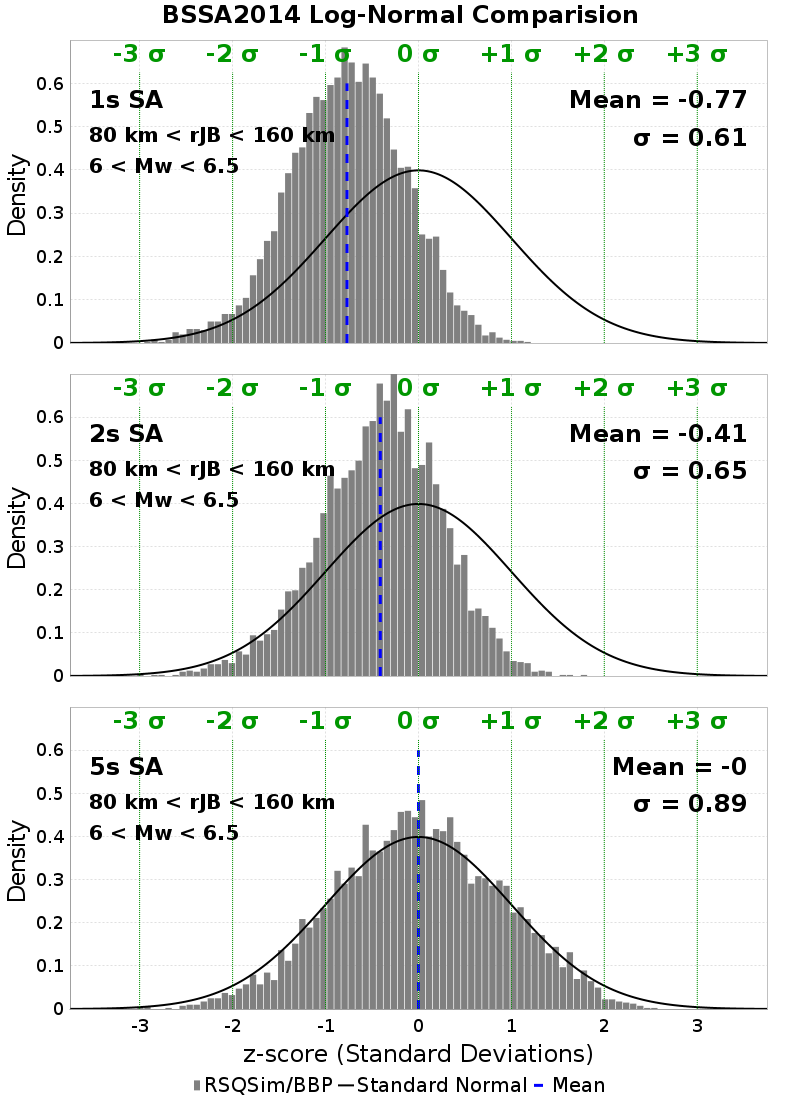 BSSA2014 Log-Normal Comparision
-3 σ -2 σ -1 σ 0 σ +1 σ +2 σ +3 σ
1s SA
Mean = -0.77
80 km < rJB < 160 km
σ = 0.61
6 < Mw < 6.5
0.6
0.5
0.4
0.3
0.2
0.1
0
Density
-3 σ -2 σ -1 σ 0 σ +1 σ +2 σ +3 σ
2s SA
Mean = -0.41
80 km < rJB < 160 km
σ = 0.65
6 < Mw < 6.5
0.6
0.5
0.4
0.3
0.2
0.1
0
Density
-3 σ -2 σ -1 σ 0 σ +1 σ +2 σ +3 σ
5s SA
Mean = -0
80 km < rJB < 160 km
σ = 0.89
6 < Mw < 6.5
0.6
0.5
0.4
0.3
0.2
0.1
0
Density
-3 -2 -1 0 1 2 3
z-score (Standard Deviations)
RSQSim/BBP Standard Normal Mean